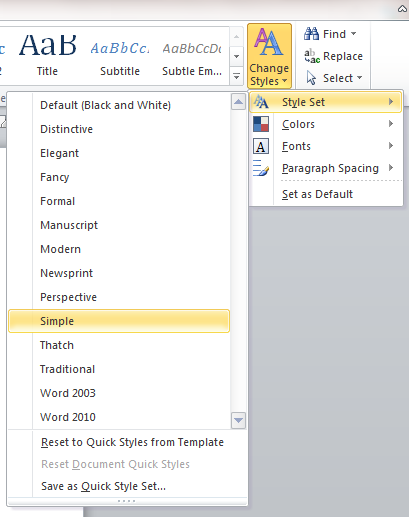 AaB
AaBbCc.
AaBbCcDc
Title
Subtitle
Subtle Em...
Change
Styles
Find
Replace
Select
Style Set
Colors
Fonts
Paragraph Spacing
Set as Default
Default (Black and White)
Distinctive
Elegant
Fancy
Formal
Manuscript
Modern
Newsprint
Perspective
Simple
Thatch
Traditional
Word 2003
Word 2010
Reset to Quick Styles from Template
Reset Document Quick Styles
Save as Quick Style Set...